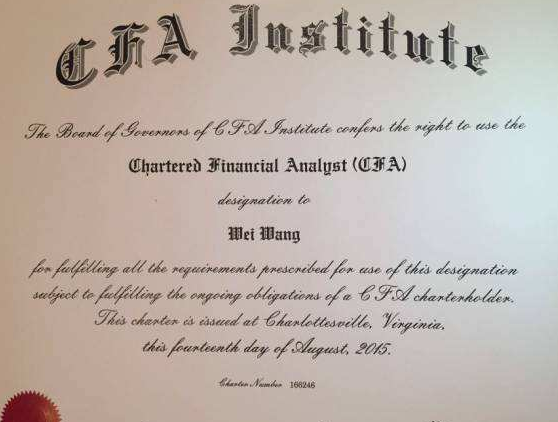 CFA Institute
The Board of Governors of CFA Institute confers the right to use the
Chartered Financial Analyst (CFA)
designation to
Wei Wang
for fulfilling all the requirements prescribed for use of this designation
subject to fulfilling the ongoing obligations of a CFA charterholder.
This charter is issued at Charlottesville, Virginia,
this fourteenth day of August, 2015.
Charter Number 166246